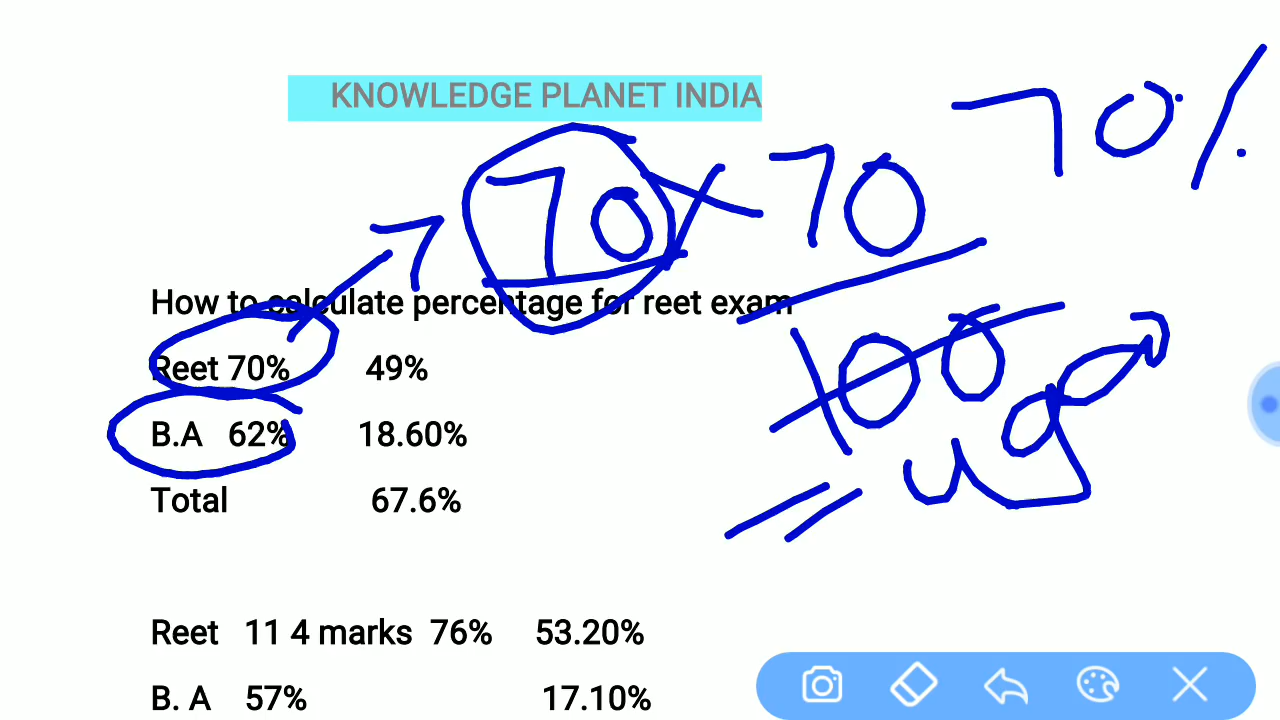 KNOWLEDGE PLANET INDIA
70%
70 × 70
How to calculate percentage for reet exam
100
Reet 70% 49%
B.A 62% 18.60%
= 49
Total 67.6%
Reet 11 4 marks 76% 53.20%
B. A 57% 17.10%